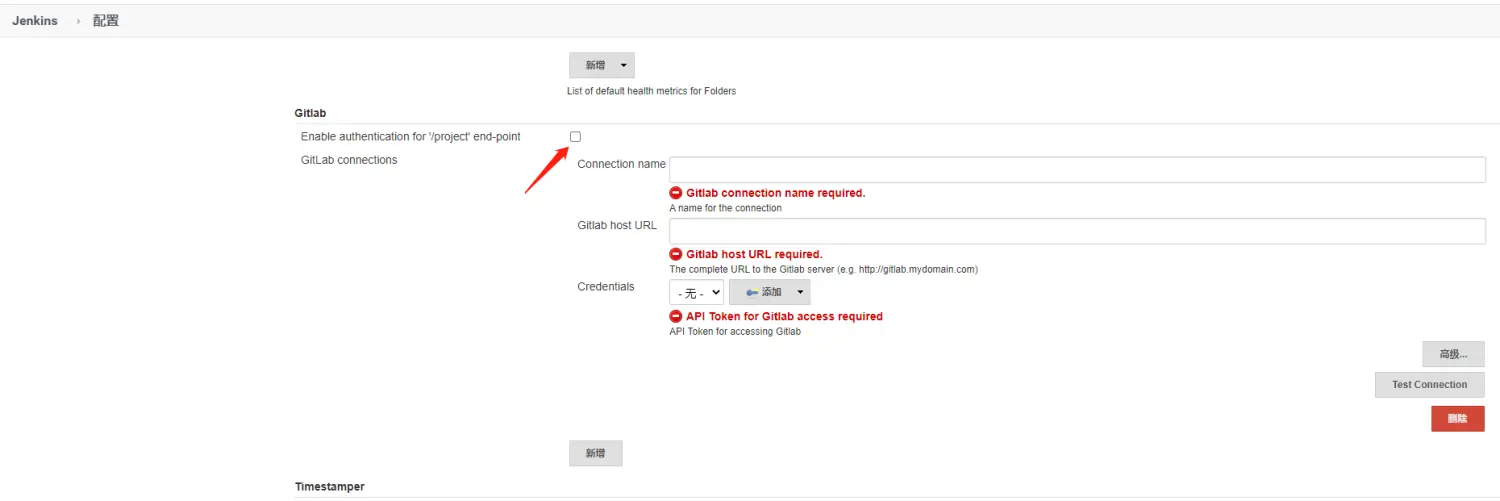 Jenkins › 配置
新增
List of default health metrics for Folders
Gitlab
Enable authentication for '/project' end-point
GitLab connections
Connection name
Gitlab connection name required.
A name for the connection
Gitlab host URL
Gitlab host URL required.
The complete URL to the Gitlab server (e.g. http://gitlab.mydomain.com)
Credentials
- 无 - 添加
API Token for Gitlab access required
API Token for accessing Gitlab
高级...
Test Connection
删除
新增
Timestamper